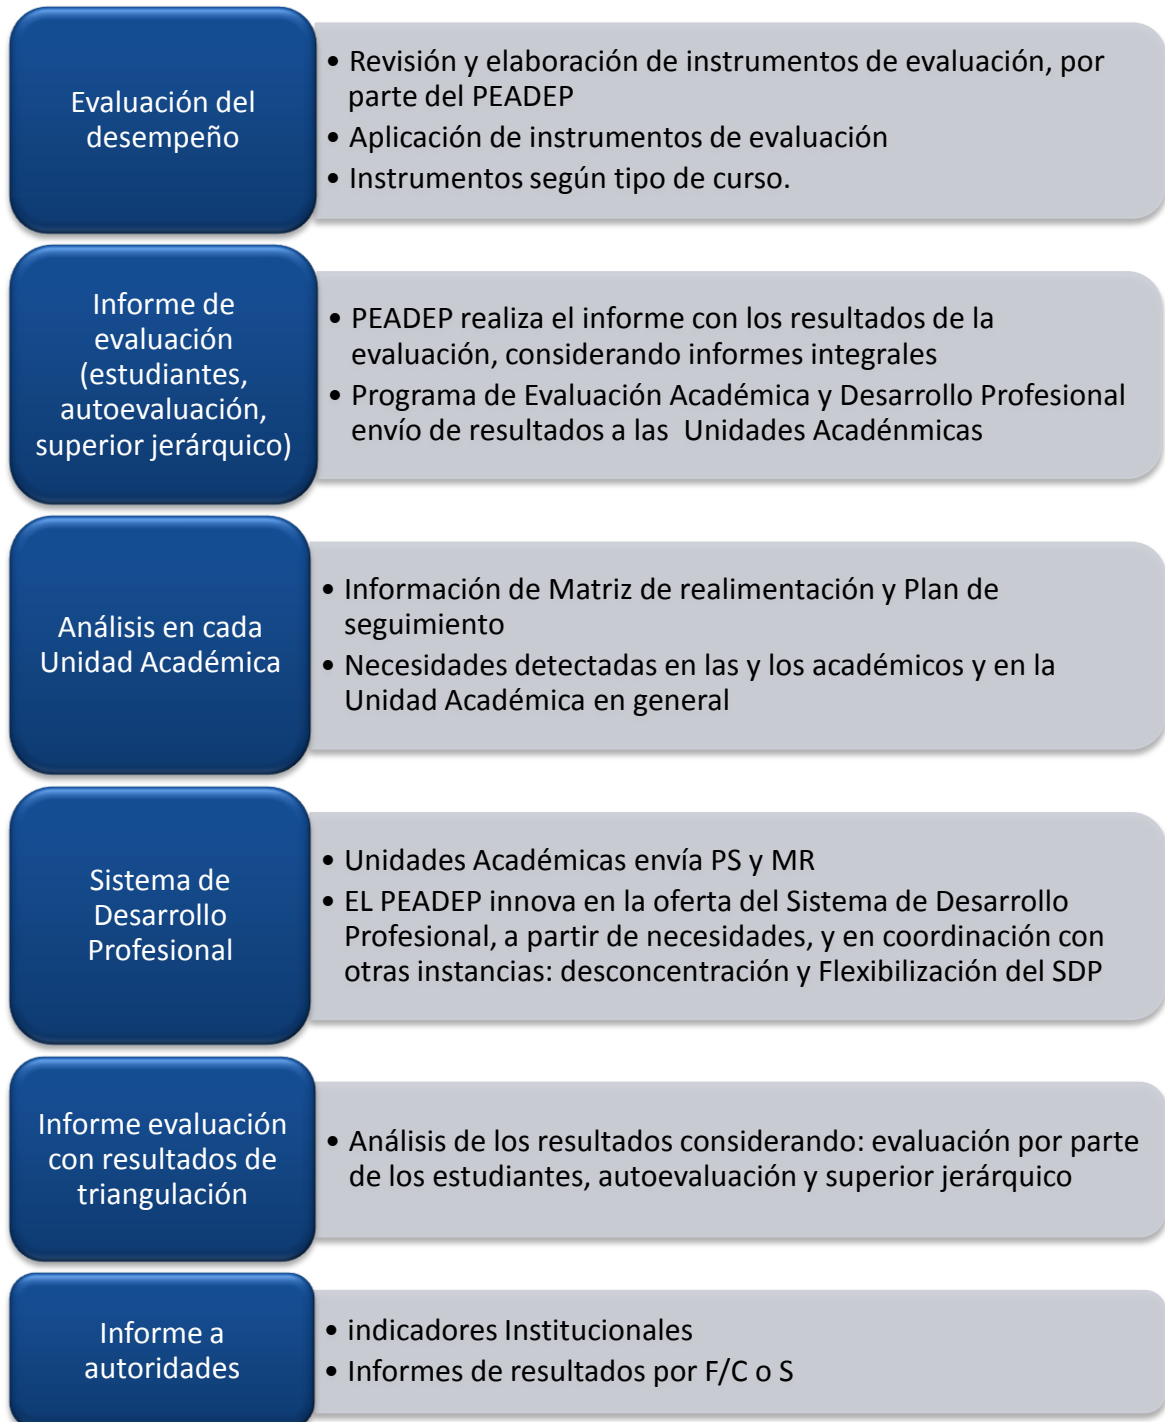 Evaluación del
desempeño
• Revisión y elaboración de instrumentos de evaluación, por
parte del PEADEP
• Aplicación de instrumentos de evaluación
• Instrumentos según tipo de curso.
Informe de
evaluación
(estudiantes,
autoevaluación,
superior jerárquico)
• PEADEP realiza el informe con los resultados de la
evaluación, considerando informes integrales
• Programa de Evaluación Académica y Desarrollo Profesional
envío de resultados a las Unidades Académnicas
Análisis en cada
Unidad Académica
• Información de Matriz de realimentación y Plan de
seguimiento
• Necesidades detectadas en las y los académicos y en la
Unidad Académica en general
Sistema de
Desarrollo
Profesional
• Unidades Académicas envía PS y MR
• EL PEADEP innova en la oferta del Sistema de Desarrollo
Profesional, a partir de necesidades, y en coordinación con
otras instancias: desconcentración y Flexibilización del SDP
Informe evaluación
con resultados de
triangulación
• Análisis de los resultados considerando: evaluación por parte
de los estudiantes, autoevaluación y superior jerárquico
Informe a
autoridades
• indicadores Institucionales
• Informes de resultados por F/C o S